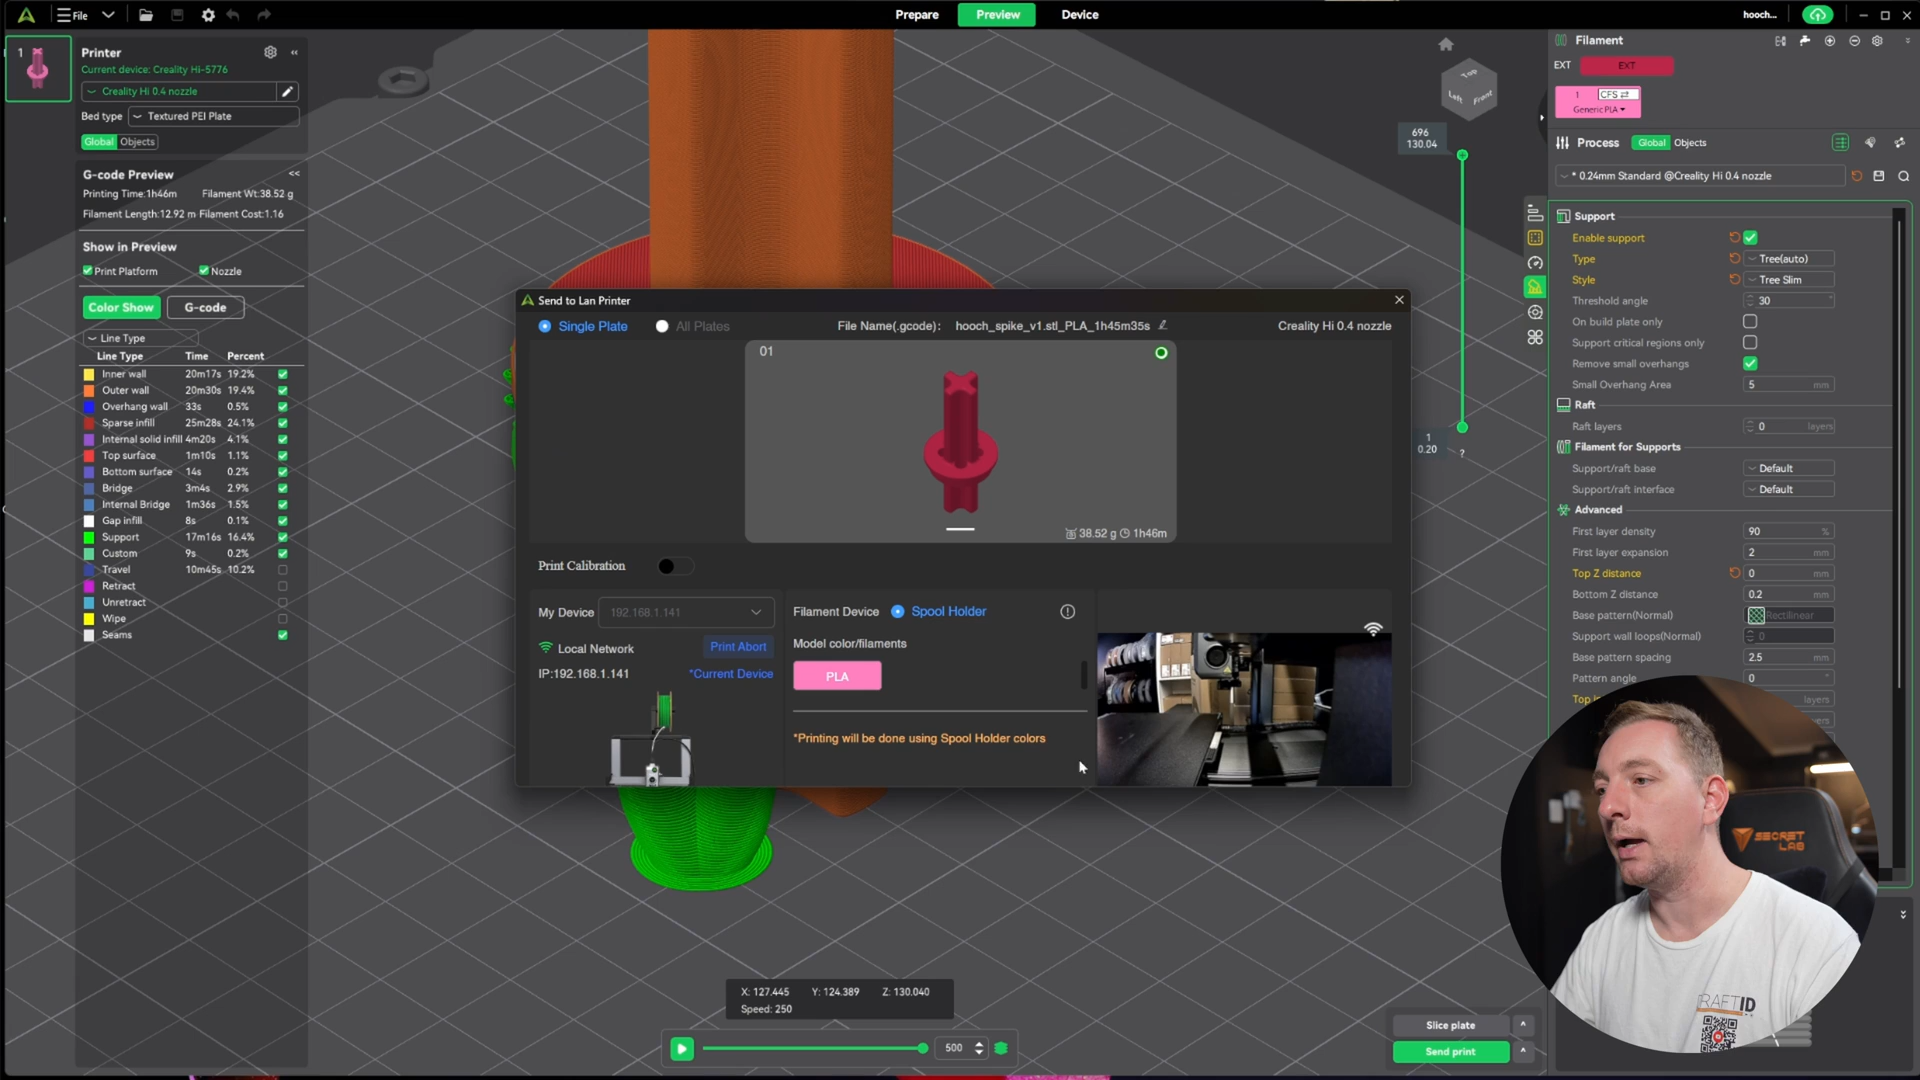 File
Prepare
Preview
Device
hooch...
1
Printer
Current device: Creality Hi-5776
Creality Hi 0.4 nozzle
Bed type
Textured PEI Plate
Global
Objects
G-code Preview
<<
Printing Time:1h46m
Filament Wt:38.52 g
Filament Length:12.92 m
Filament Cost:1.16
Show in Preview
Print Platform
Nozzle
Color Show
G-code
Line Type
Line Type Time Percent
Inner wall 20m17s 19.2%
Outer wall 20m30s 19.4%
Overhang wall 33s 0.5%
Sparse infill 25m28s 24.1%
Internal solid infill 4m20s 4.1%
Top surface 1m10s 1.1%
Bottom surface 14s 0.2%
Bridge 3m4s 2.9%
Internal Bridge 1m36s 1.5%
Gap infill 8s 0.1%
Support 17m16s 16.4%
Custom 9s 0.2%
Travel 10m45s 10.2%
Retract
Unretract
Wipe
Seams
Top
Left
Front
696
130.04
1
0.20
?
Send to Lan Printer
Single Plate
All Plates
File Name(.gcode):
hooch_spike_v1.stl_PLA_1h45m35s
Creality Hi 0.4 nozzle
01
38.52 g
1h46m
Print Calibration
My Device
192.168.1.141
Local Network
Print Abort
IP:192.168.1.141
*Current Device
Filament Device
Spool Holder
Model color/filaments
PLA
*Printing will be done using Spool Holder colors
X: 127.445 Y: 124.389 Z: 130.040
Speed: 250
500
Slice plate
Send print
Filament
EXT
EXT
1
CFS
Generic PLA
Process
Global
Objects
* 0.24mm Standard @Creality Hi 0.4 nozzle
Support
Enable support
Type
Tree(auto)
Style
Tree Slim
Threshold angle
30
°
On build plate only
Support critical regions only
Remove small overhangs
Small Overhang Area
5
mm
Raft
Raft layers
0
layers
Filament for Supports
Support/raft base
Default
Support/raft interface
Default
Advanced
First layer density
90
%
First layer expansion
2
mm
Top Z distance
0
mm
Bottom Z distance
0.2
mm
Base pattern(Normal)
Rectilinear
Support wall loops(Normal)
0
Base pattern spacing
2.5
mm
Pattern angle
0
°
layers
SECRET
LAB